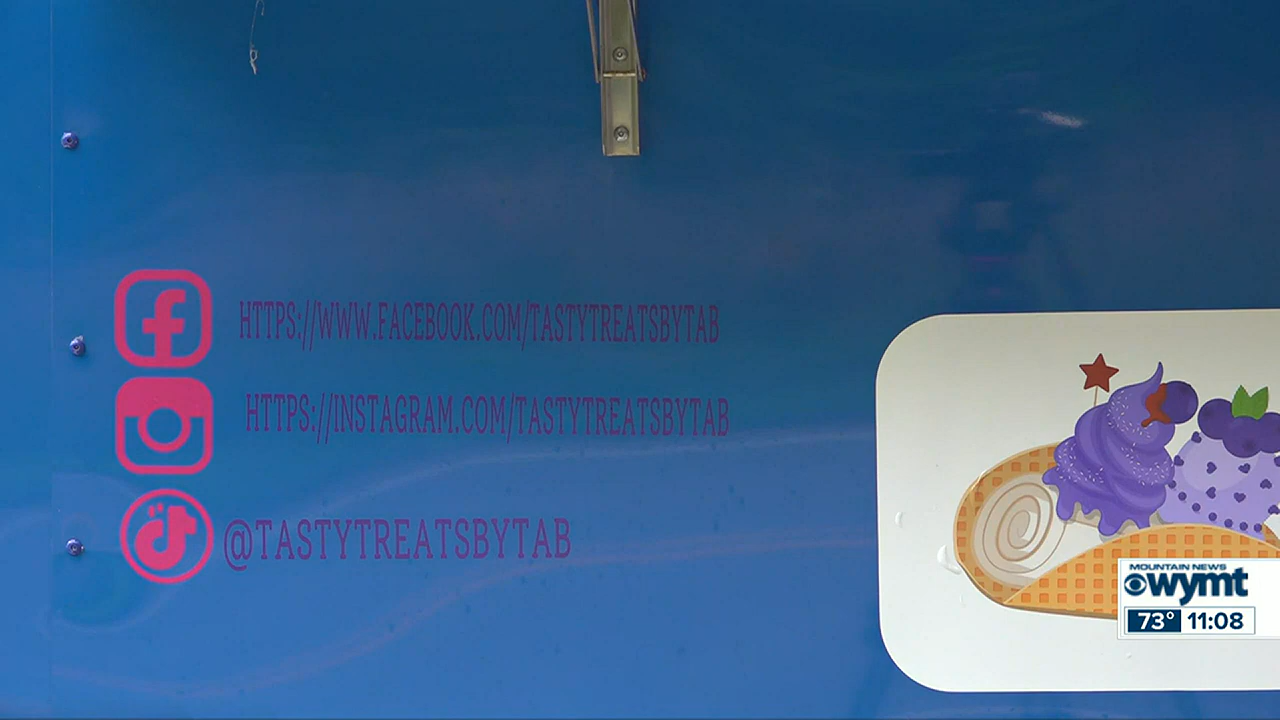 HTTPS://WWW.FACEBOOK.COM/TASTYTREATSBYTAB
HTTPS://INSTAGRAM.COM/TASTYTREATSBYTAB
@TASTYTREATSBYTAB
MOUNTAIN NEWS
wymt
73° 11:08